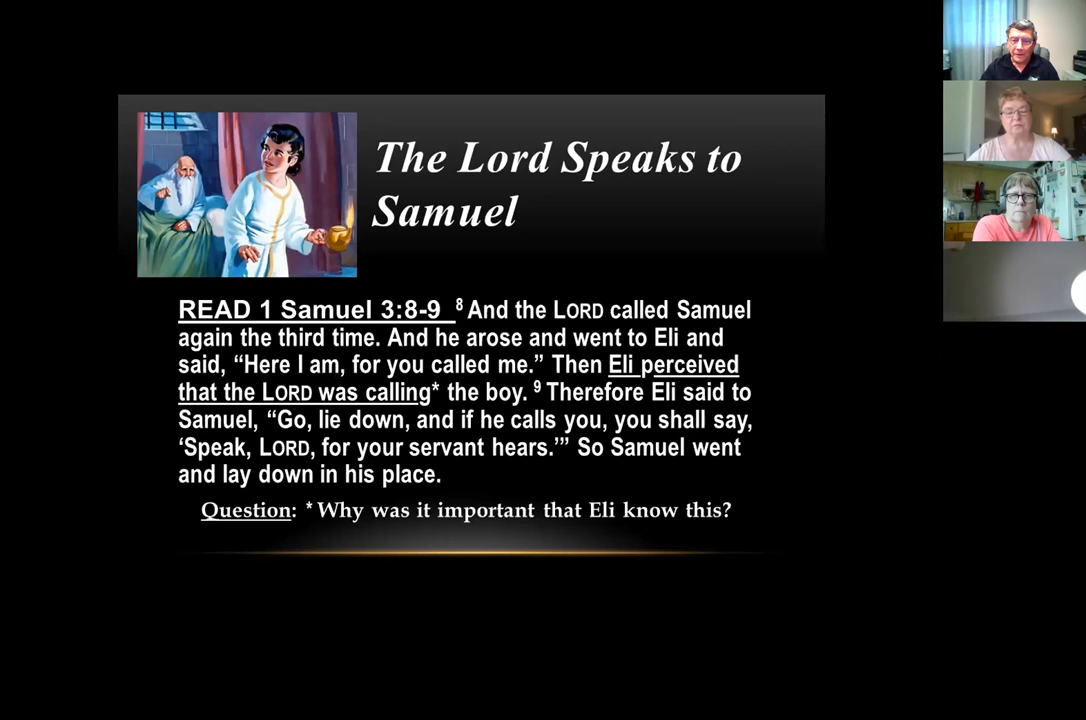 The Lord Speaks to
Samuel
READ 1 Samuel 3:8-9 8 And the LORD called Samuel
again the third time. And he arose and went to Eli and
said, “Here I am, for you called me.” Then Eli perceived
that the LORD was calling* the boy. 9 Therefore Eli said to
Samuel, “Go, lie down, and if he calls you, you shall say,
‘Speak, LORD, for your servant hears.’” So Samuel went
and lay down in his place.
Question: *Why was it important that Eli know this?